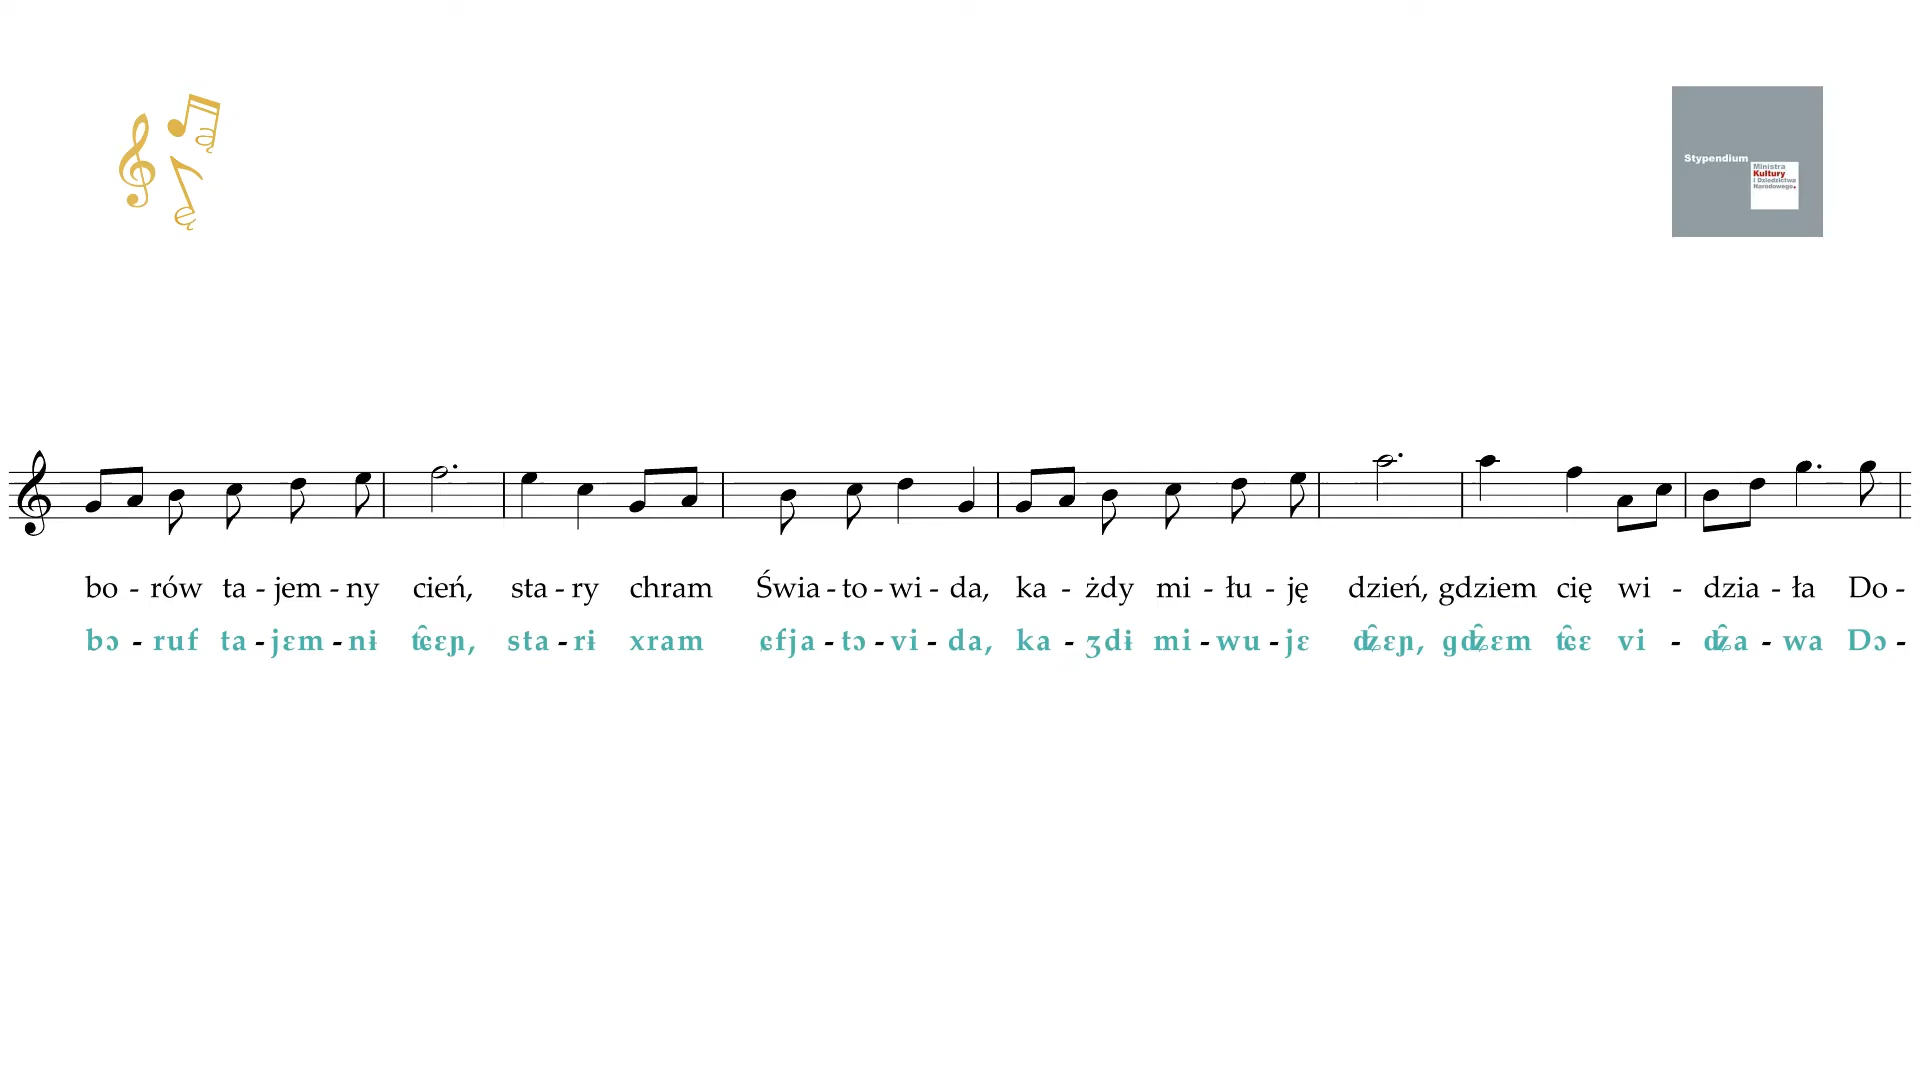 ą
ę
Stypendium
Ministra
Kultury
i Dziedzictwa
Narodowego.
bo - rów ta - jem - ny cień, sta - ry chram Świa - to - wi - da, ka - żdy mi - łu - ję dzień, gdziem cię wi - dzia - ła Do -
bɔ - ruf ta - jɛm - nɨ t͡ɕɛɲ, sta - rɨ xram ɕfja - tɔ - vi - da, ka - ʒdɨ mi - wu - jɛ d͡ʑɛɲ, ɡd͡ʑɛm t͡ɕɛ vi - d͡ʑa - wa Dɔ -